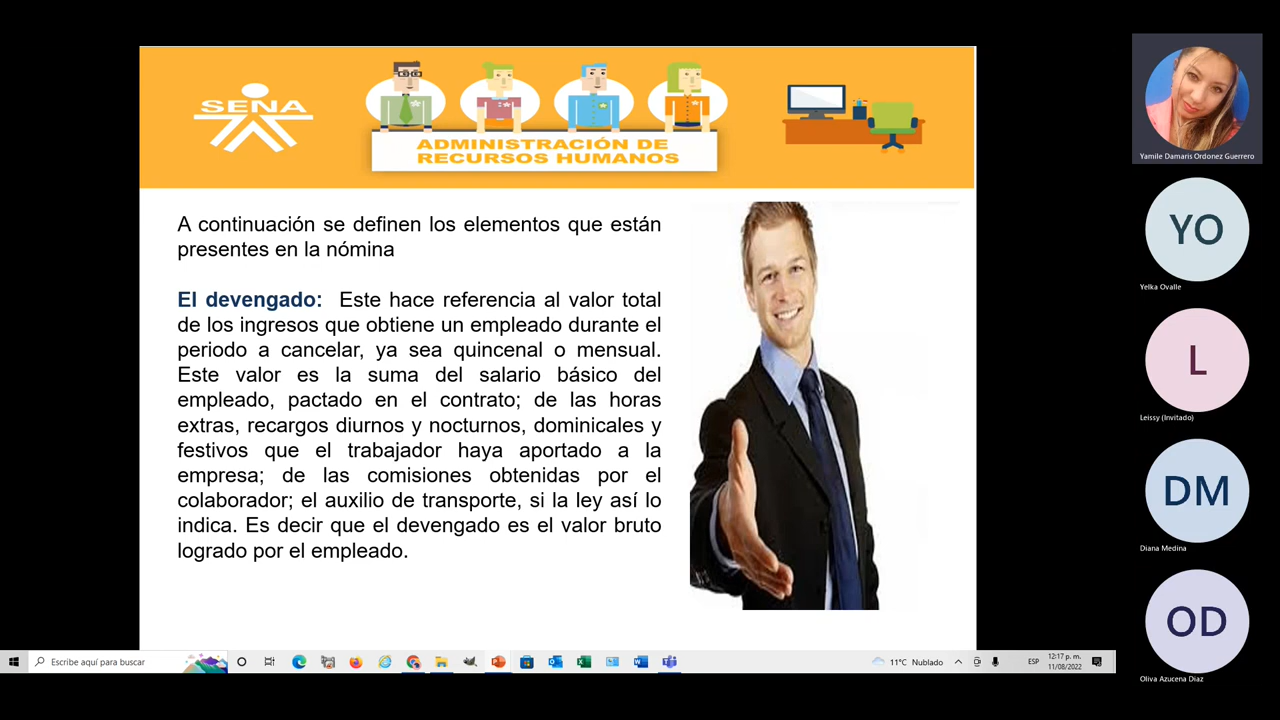 SENA
ADMINISTRACIÓN DE
RECURSOS HUMANOS
A continuación se definen los elementos que están
presentes en la nómina
El devengado: Este hace referencia al valor total
de los ingresos que obtiene un empleado durante el
periodo a cancelar, ya sea quincenal o mensual.
Este valor es la suma del salario básico del
empleado, pactado en el contrato; de las horas
extras, recargos diurnos y nocturnos, dominicales y
festivos que el trabajador haya aportado a la
empresa; de las comisiones obtenidas por el
colaborador; el auxilio de transporte, si la ley así lo
indica. Es decir que el devengado es el valor bruto
logrado por el empleado.
Yamile Damaris Ordonez Guerrero
YO
Yelka Ovalle
L
Leissy (Invitado)
DM
Diana Medina
OD
Oliva Azucena Diaz
Escribe aquí para buscar
11°C Nublado
ESP
12:17 p. m.
11/08/2022